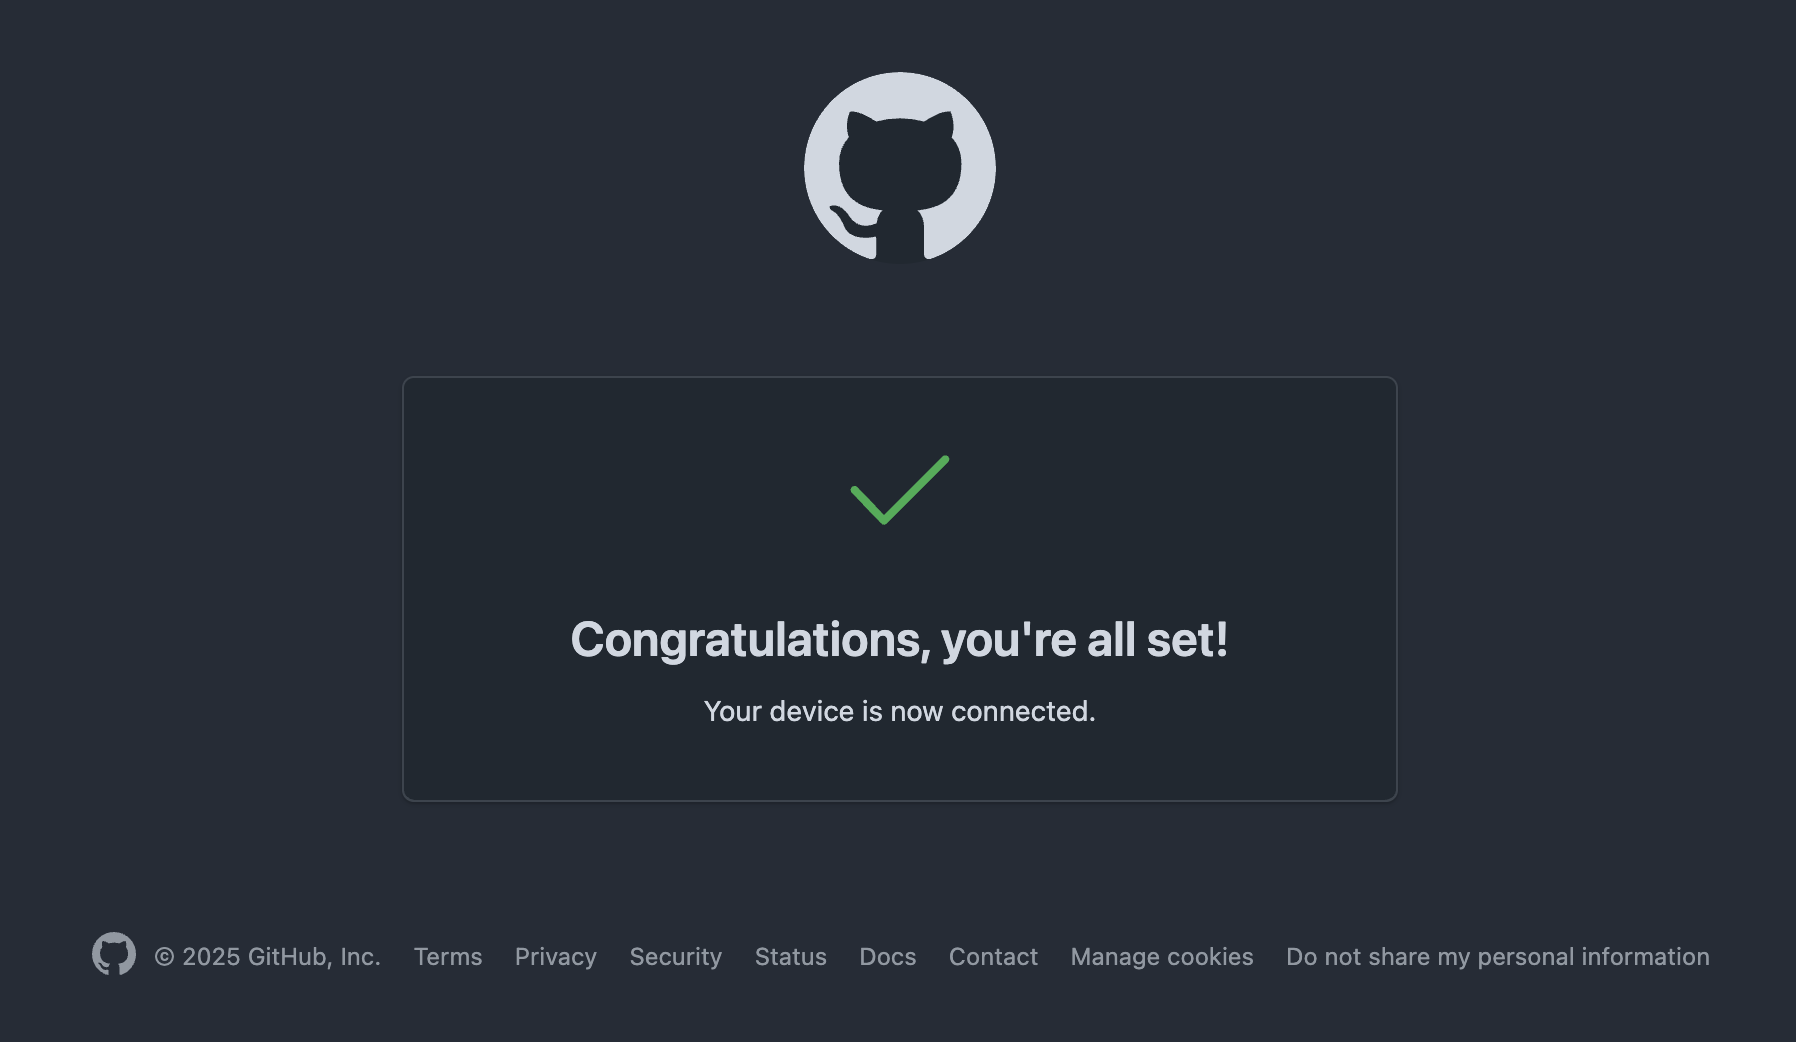 Congratulations, you're all set!
Your device is now connected.
© 2025 GitHub, Inc. Terms Privacy Security Status Docs Contact Manage cookies Do not share my personal information